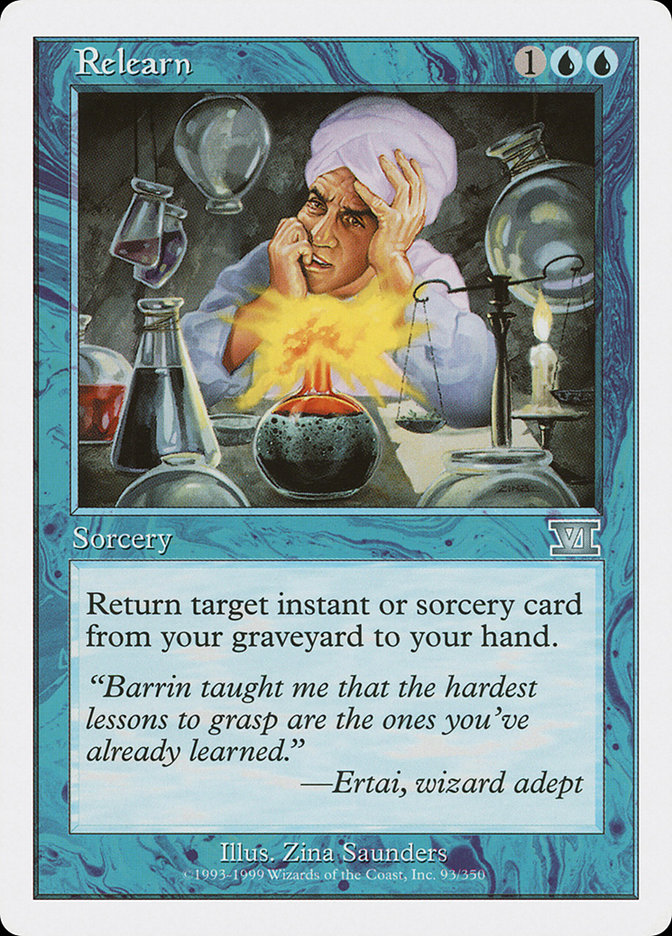 Relearn 1
Sorcery VI
Return target instant or sorcery card
from your graveyard to your hand.
“Barrin taught me that the hardest
lessons to grasp are the ones you’ve
already learned.”
—Ertai, wizard adept
Illus. Zina Saunders
©1993-1999 Wizards of the Coast, Inc. 93/350